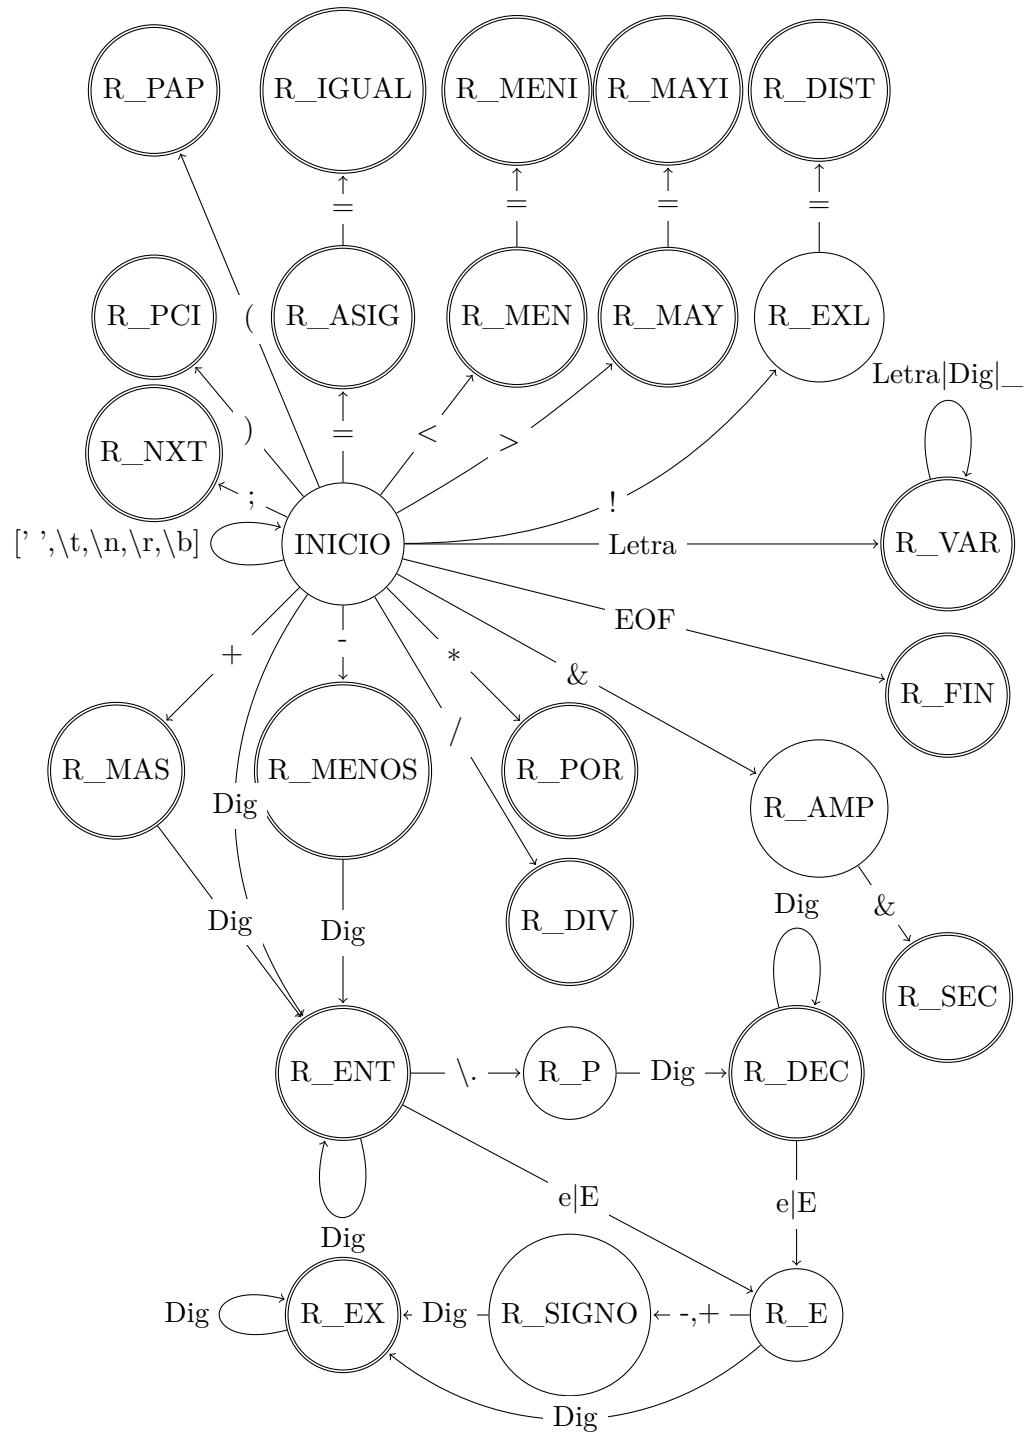 R_PAP R_IGUAL R_MENI R_MAYI R_DIST
= = = =
R_PCI ( R_ASIG R_MEN R_MAY R_EXL
Letra|Dig|_
) = < >
R_NXT
; !
[’ ’,\t,\n,\r,\b] INICIO Letra R_VAR
EOF
+ - * &
R_FIN
/
R_MAS R_MENOS R_POR
Dig R_AMP
Dig &
Dig Dig R_DIV
R_SEC
R_ENT \. R_P Dig R_DEC
e|E e|E
Dig
Dig R_EX Dig R_SIGNO -,+ R_E
Dig